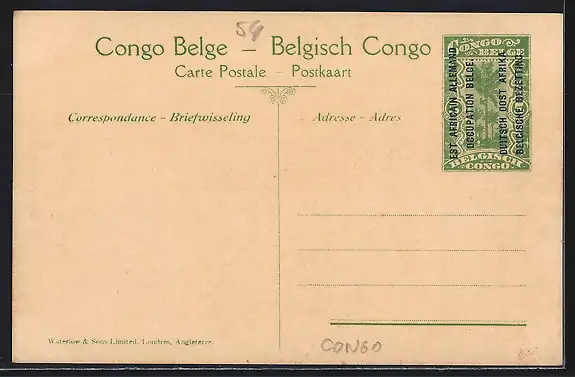 59
Congo Belge – Belgisch Congo
Carte Postale – Postkaart
Correspondance – Briefwisseling
Adresse – Adres
CONGO
BELGE
EST AFRICAIN ALLEMAND
OCCUPATION BELGE.
DUITSCH OOST AFRIKA
BELGISCHE BEZETTING.
BELGISCH
CONGO
Waterlow & Sons Limited, Londres, Angleterre.
CONGO